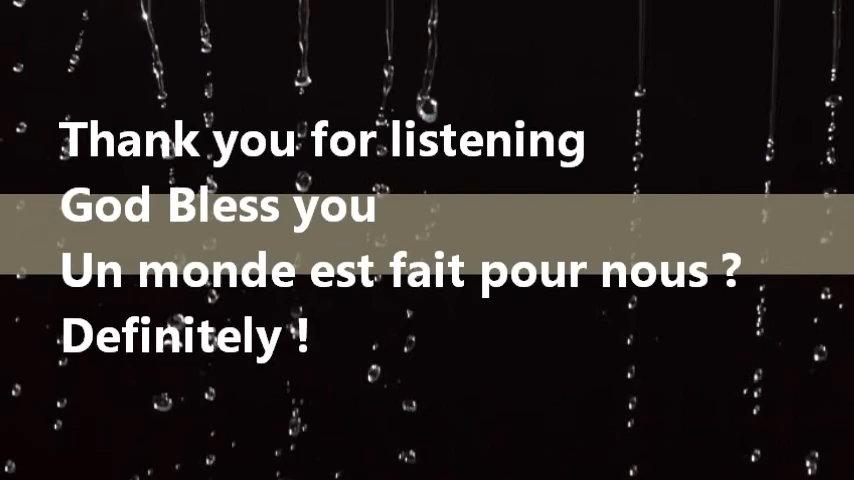 Thank you for listening
God Bless you
Un monde est fait pour nous ?
Definitely !